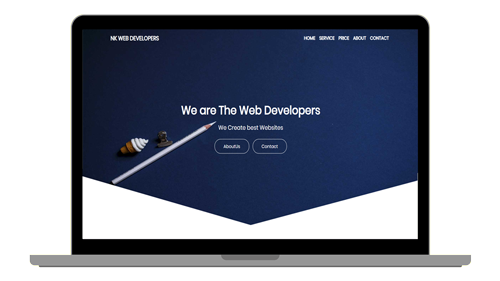 NK WEB DEVELOPERS
HOME SERVICE PRICE ABOUT CONTACT
We are The Web Developers
We Create best Websites
AboutUs
Contact